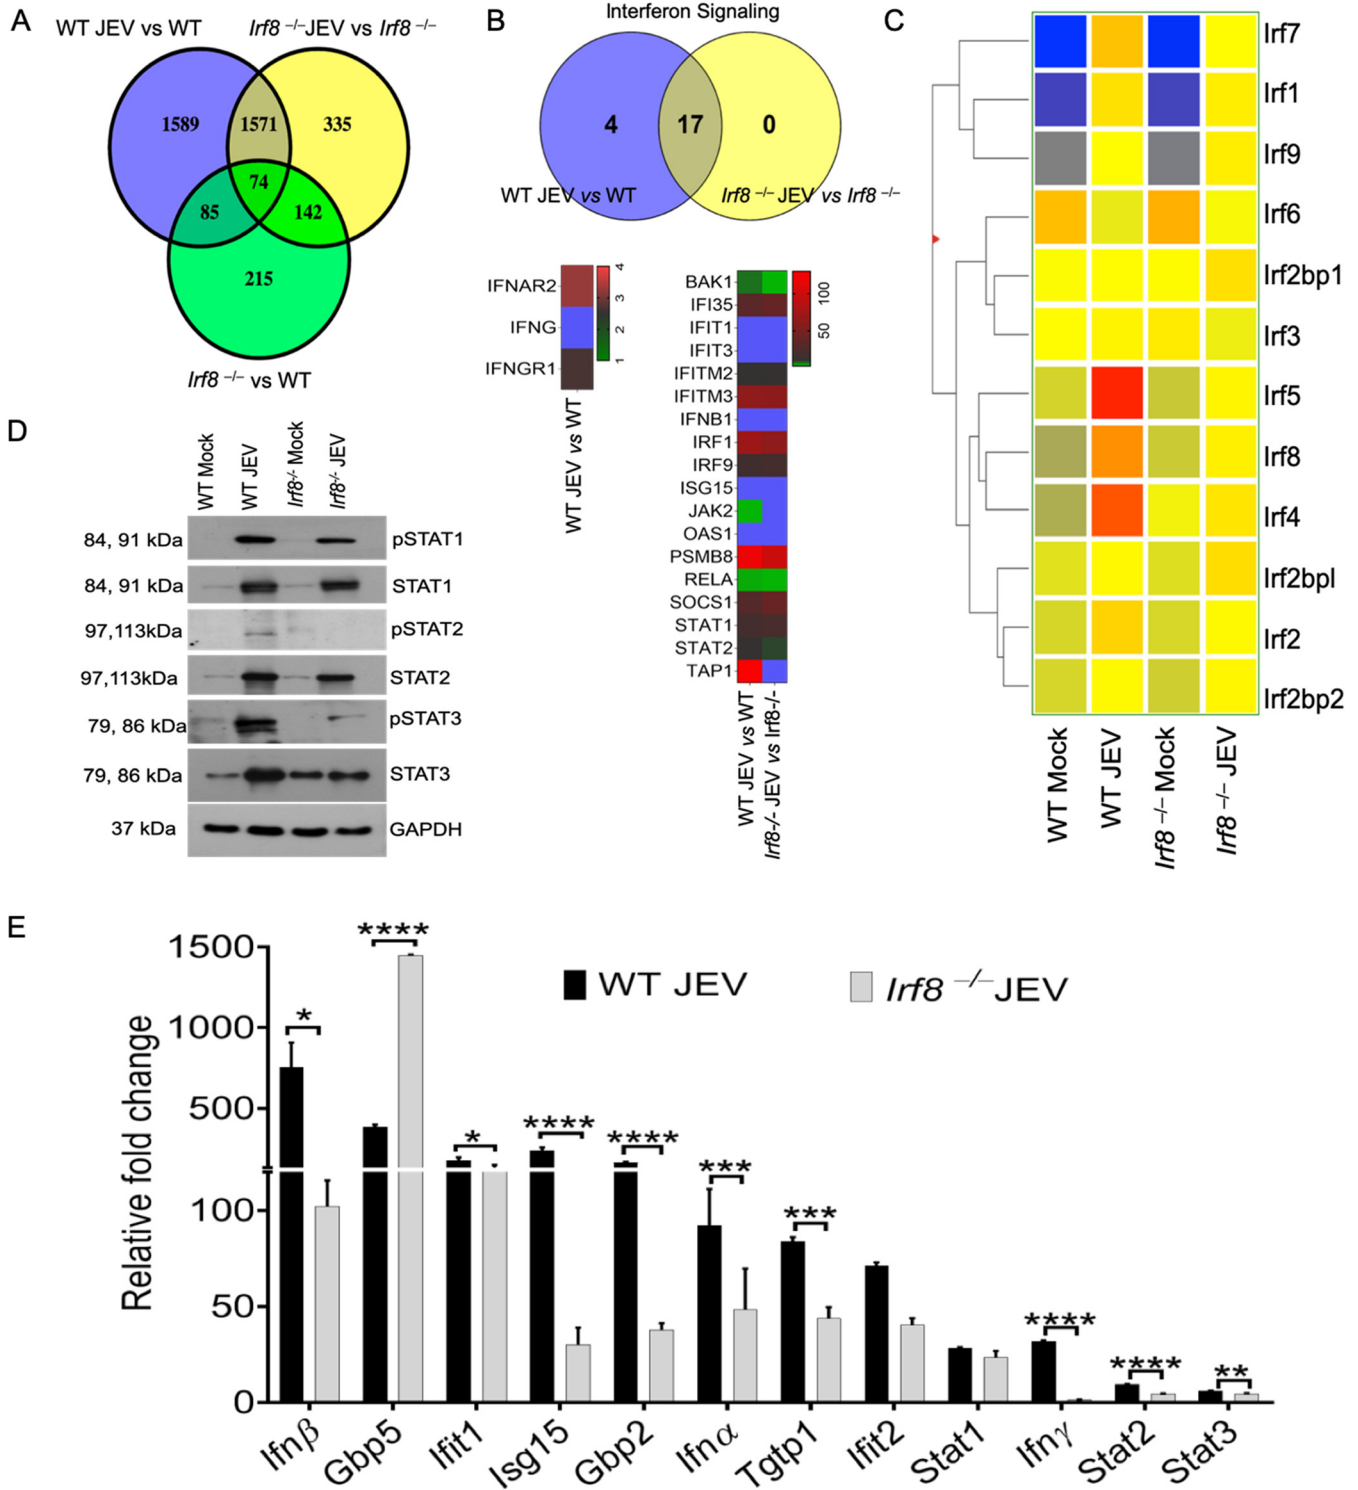 A
WT JEV vs WT
Irf8 –/–JEV vs Irf8 –/–
1589
1571
335
74
85
142
215
Irf8 –/– vs WT
B
Interferon Signaling
4
17
0
WT JEV vs WT
Irf8 –/– JEV vs Irf8 –/–
IFNAR2
IFNG
IFNGR1
4
3
2
1
WT JEV vs WT
BAK1
IFI35
IFIT1
IFIT3
IFITM2
IFITM3
IFNB1
IRF1
IRF9
ISG15
JAK2
OAS1
PSMB8
RELA
SOCS1
STAT1
STAT2
TAP1
100
50
WT JEV vs WT
Irf8-/- JEV vs Irf8-/-
C
Irf7
Irf1
Irf9
Irf6
Irf2bp1
Irf3
Irf5
Irf8
Irf4
Irf2bpl
Irf2
Irf2bp2
WT Mock
WT JEV
Irf8 –/– Mock
Irf8 –/– JEV
D
WT Mock
WT JEV
Irf8-/- Mock
Irf8-/- JEV
84, 91 kDa
pSTAT1
84, 91 kDa
STAT1
97,113kDa
pSTAT2
97,113kDa
STAT2
79, 86 kDa
pSTAT3
79, 86 kDa
STAT3
37 kDa
GAPDH
E
Relative fold change
1500
1000
500
100
50
0
WT JEV
Irf8 –/–JEV
*
****
*
****
****
***
***
****
****
**
Ifnβ
Gbp5
Ifit1
Isg15
Gbp2
Ifnα
Tgtp1
Ifit2
Stat1
Ifnγ
Stat2
Stat3